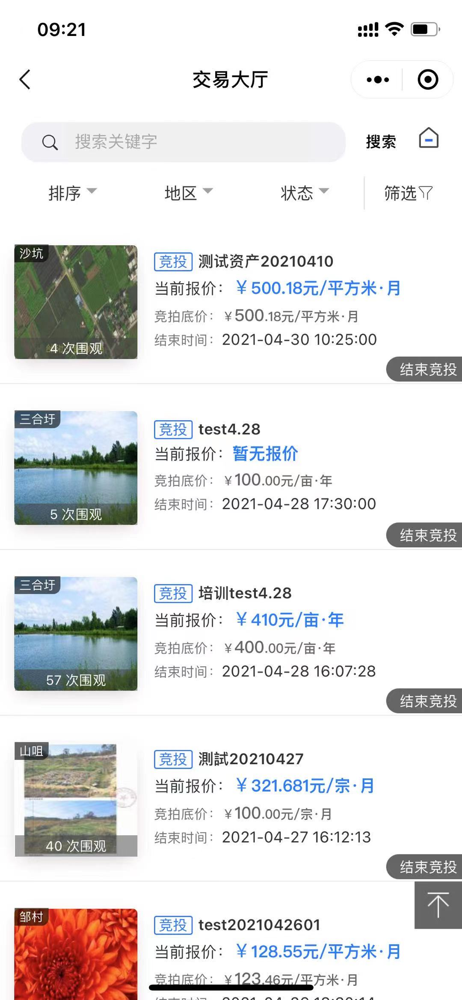 09:21
交易大厅
搜索关键字
搜索
排序
地区
状态
筛选
沙坑
4 次围观
竞投 测试资产20210410
当前报价: ￥500.18元/平方米·月
竞拍底价: ￥500.18元/平方米·月
结束时间: 2021-04-30 10:25:00
结束竞投
三合圩
5 次围观
竞投 test4.28
当前报价: 暂无报价
竞拍底价: ￥100.00元/亩·年
结束时间: 2021-04-28 17:30:00
结束竞投
三合圩
57 次围观
竞投 培训test4.28
当前报价: ￥410元/亩·年
竞拍底价: ￥400.00元/亩·年
结束时间: 2021-04-28 16:07:28
结束竞投
山咀
40 次围观
竞投 测試20210427
当前报价: ￥321.681元/宗·月
竞拍底价: ￥100.00元/宗·月
结束时间: 2021-04-27 16:12:13
结束竞投
邹村
竞投 test2021042601
当前报价: ￥128.55元/平方米·月
竞拍底价: ￥123.46元/平方米·月